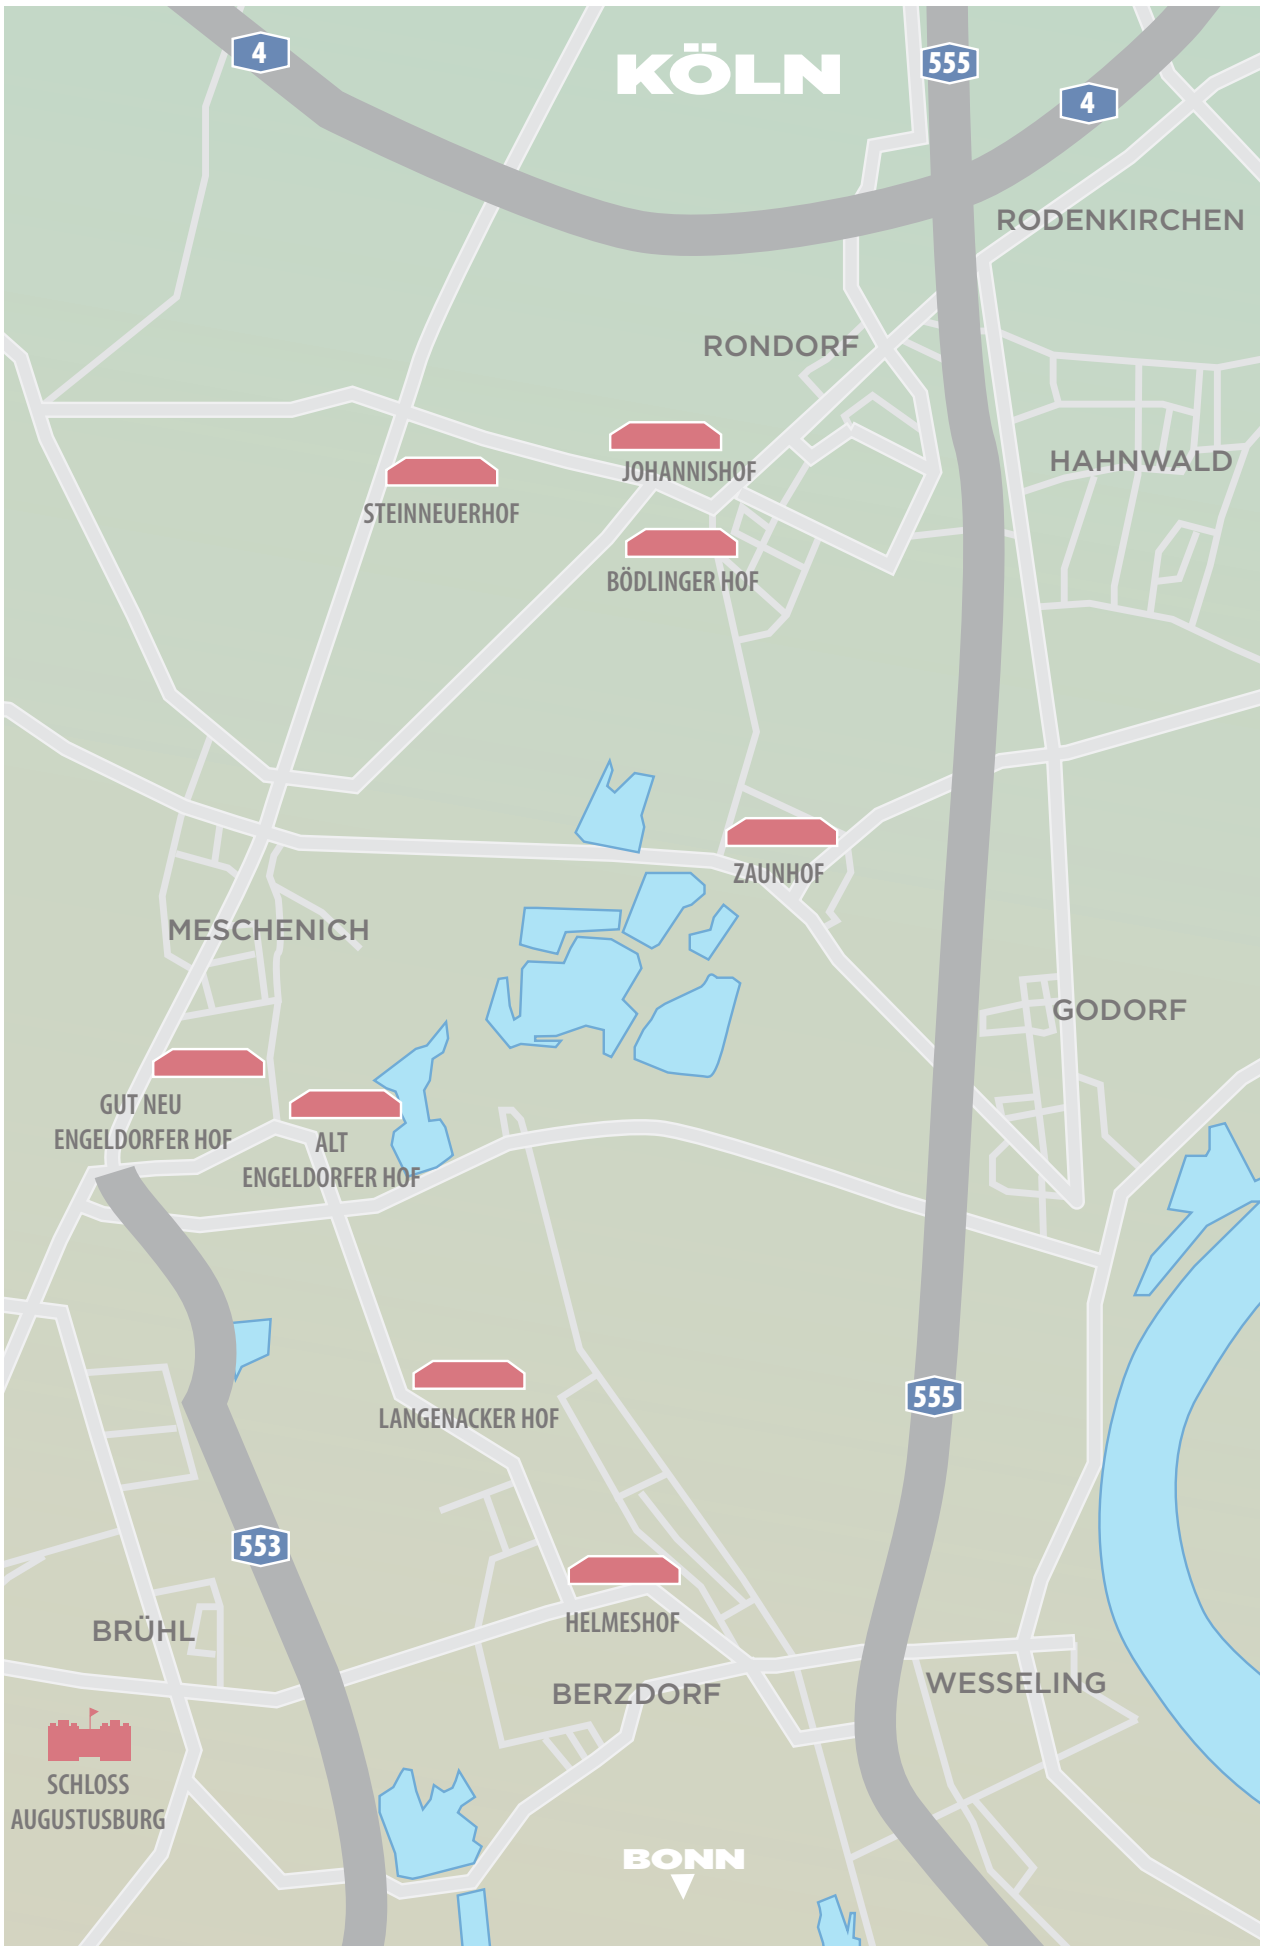 4
KÖLN
555
4
RODENKIRCHEN
RONDORF
HAHNWALD
JOHANNISHOF
STEINNEUERHOF
BÖDLINGER HOF
ZAUNHOF
MESCHENICH
GODORF
GUT NEU
ENGELDORFER HOF
ALT
ENGELDORFER HOF
LANGENACKER HOF
555
553
HELMESHOF
BRÜHL
BERZDORF
WESSELING
SCHLOSS
AUGUSTUSBURG
BONN